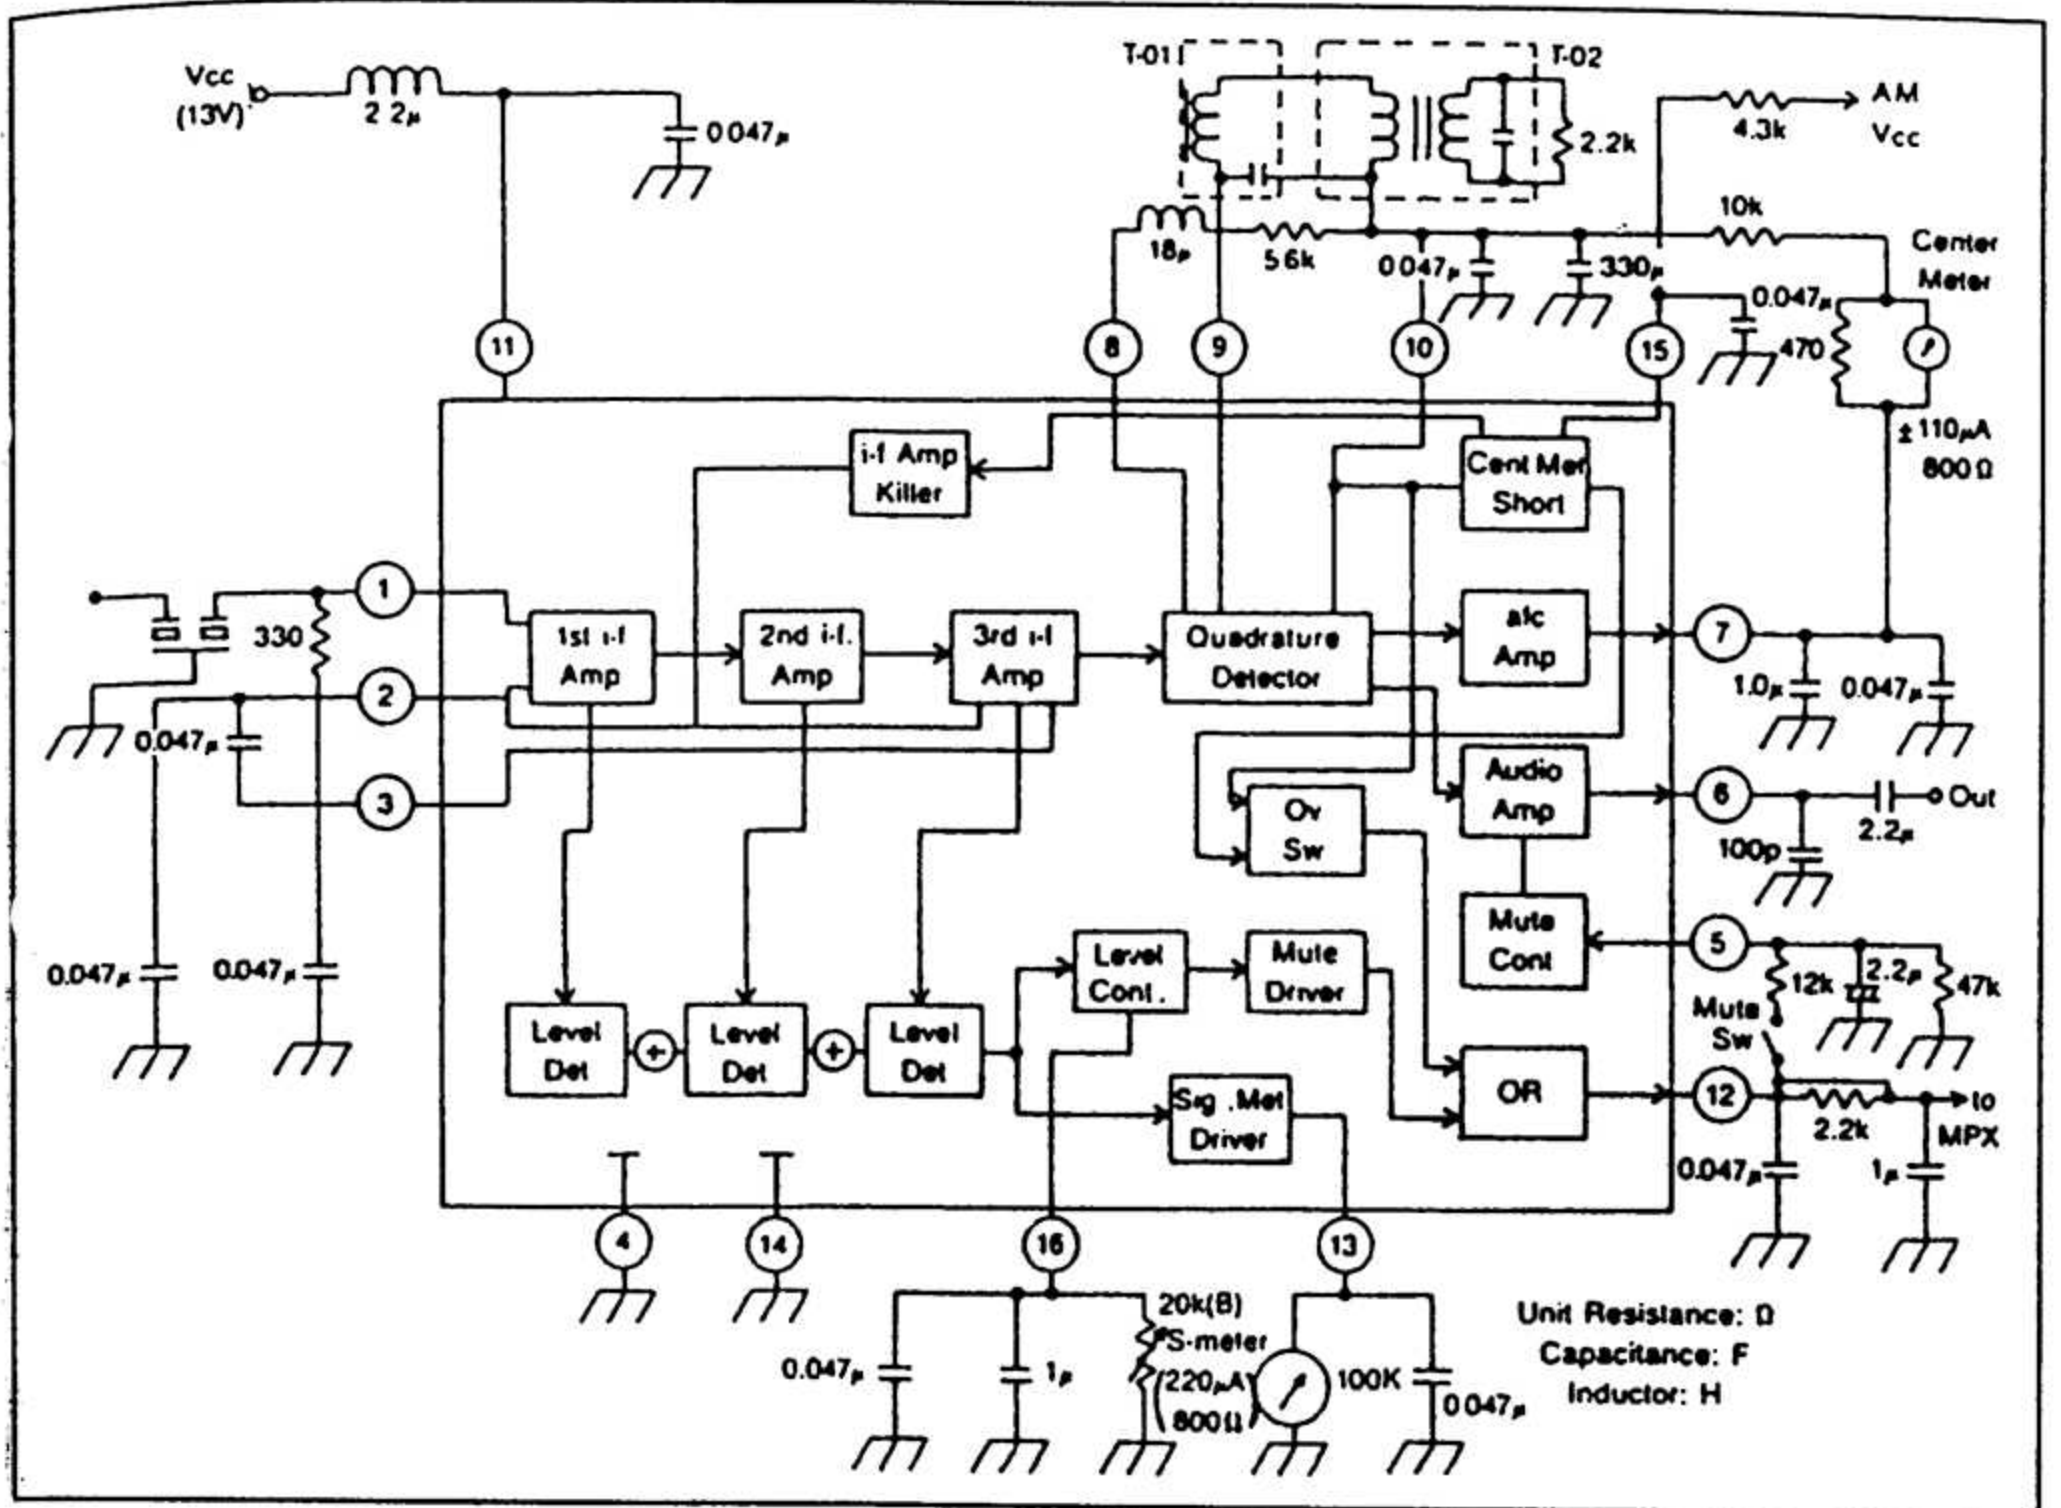 T-01
T-02
Vcc
(13V)
2 2μ
0 047μ
2.2k
AM
Vcc
4.3k
10k
Center
Meter
18μ
56k
0 047μ
330μ
0.047μ
470
±110μA
800Ω
11
8
9
10
15
i-f Amp
Killer
Cent Met
Short
1
330
2
0.047μ
3
1st i-f
Amp
2nd i-f.
Amp
3rd i-f
Amp
Quadrature
Detector
afc
Amp
7
1.0μ
0.047μ
Audio
Amp
6
Out
2.2μ
100p
Ov
Sw
Mute
Cont
5
12k
2.2μ
47k
Mute
Sw
0.047μ
0.047μ
Level
Cont.
Mute
Driver
Level
Det
+
Level
Det
+
Level
Det
OR
12
to
MPX
2.2k
0.047μ
1μ
Sig .Met
Driver
4
14
16
13
0.047μ
1μ
20k(B)
S-meter
(220μA)
(800Ω)
100K
0 047μ
Unit Resistance: Ω
Capacitance: F
Inductor: H